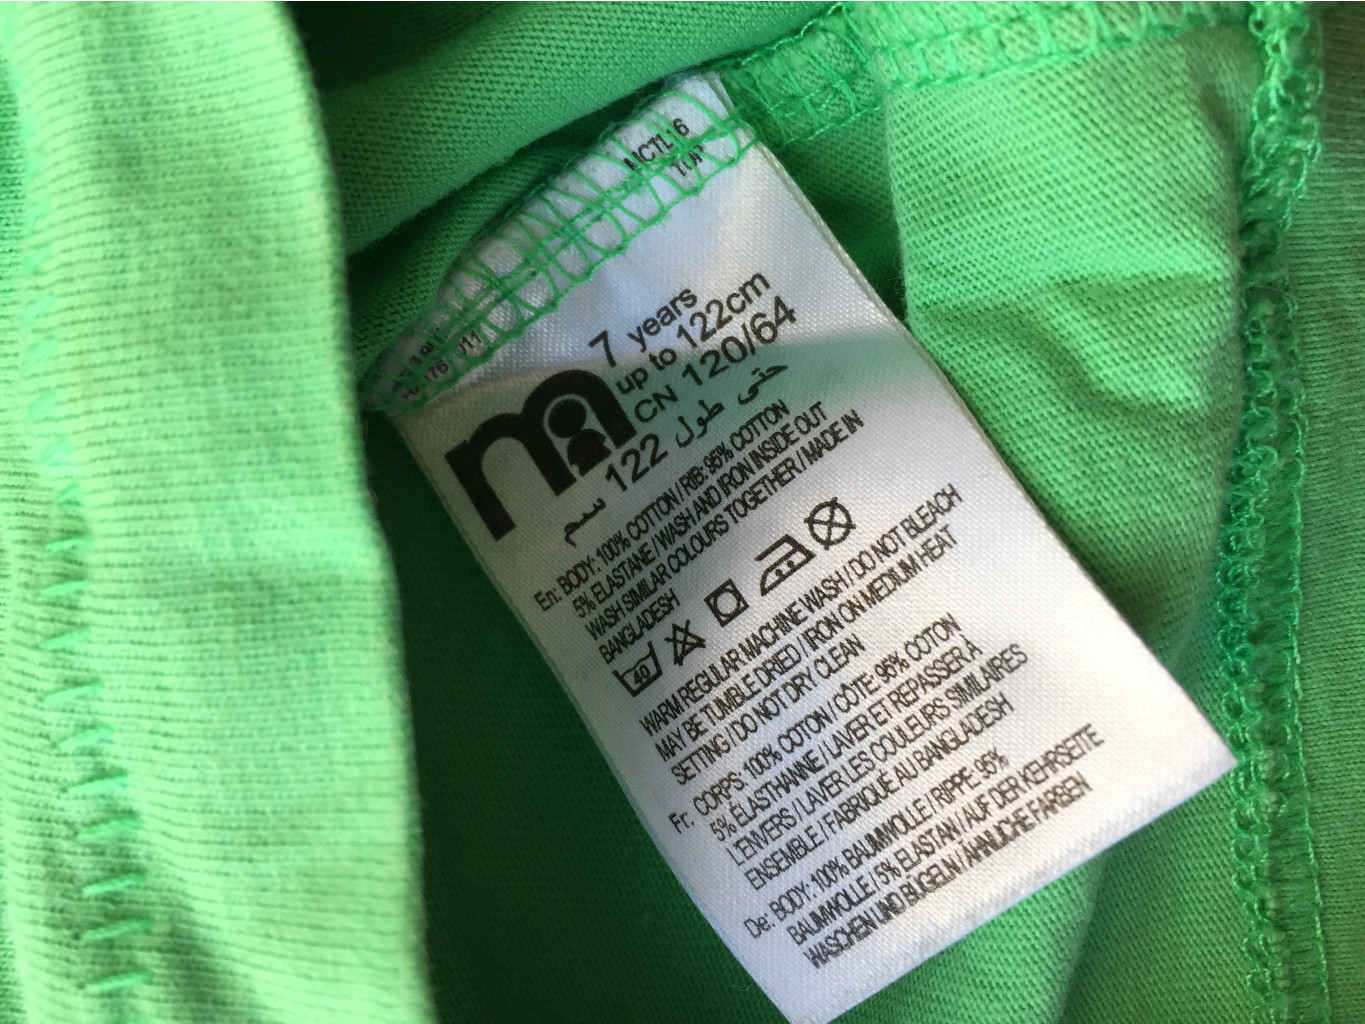 7 years
up to 122cm
CN 120/64
حتى طول 122 سم
En: BODY: 100% COTTON / RIB: 95% COTTON
5% ELASTANE / WASH AND IRON INSIDE OUT
WASH SIMILAR COLOURS TOGETHER / MADE IN
BANGLADESH
40
WARM REGULAR MACHINE WASH / DO NOT BLEACH
MAY BE TUMBLE DRIED / IRON ON MEDIUM HEAT
SETTING / DO NOT DRY CLEAN
Fr: CORPS: 100% COTON / CÔTE: 95% COTON
5% ÉLASTHANNE / LAVER ET REPASSER À
L'ENVERS / LAVER LES COULEURS SIMILAIRES
ENSEMBLE / FABRIQUÉ AU BANGLADESH
De: BODY: 100% BAUMWOLLE / RIPPE: 95%
BAUMWOLLE / 5% ELASTAN / AUF DER KEHRSEITE
WASCHEN UND BÜGELN / ÄHNLICHE FARBEN